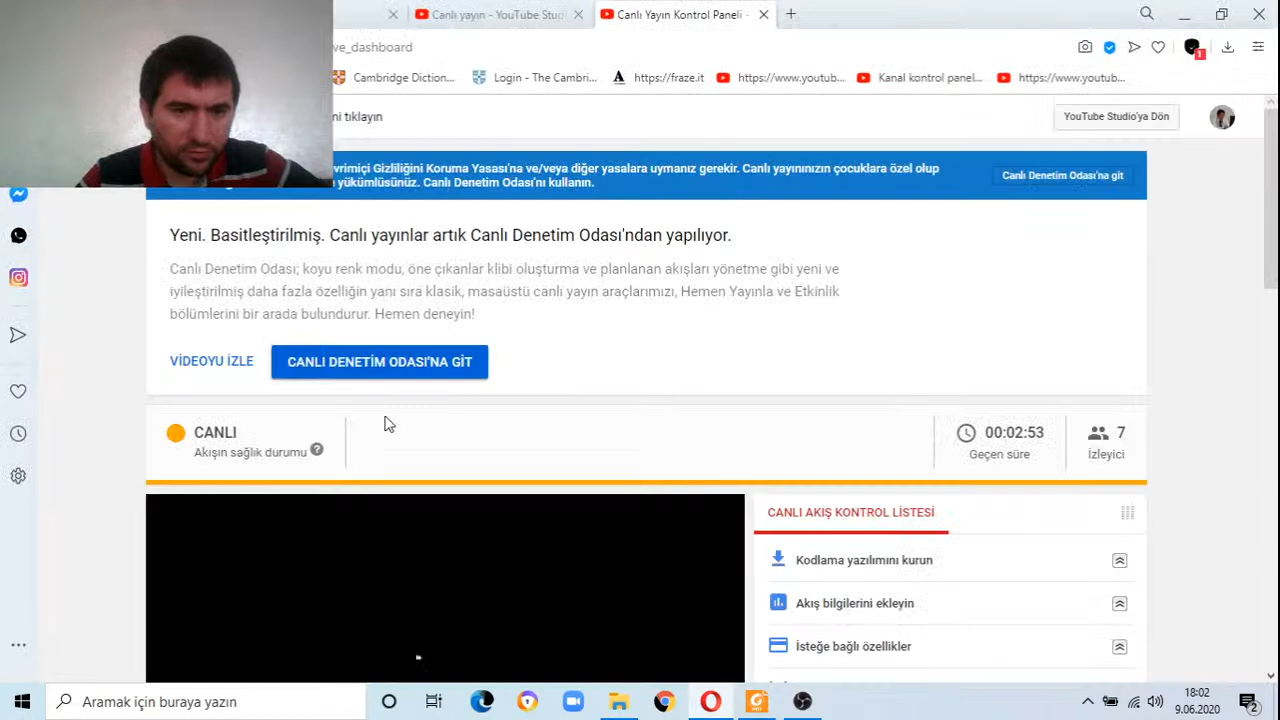 Canlı yayın - YouTube Stud
Canlı Yayın Kontrol Paneli -
ve_dashboard
Cambridge Diction...
Login - The Cambri...
https://fraze.it
https://www.youtub...
Kanal kontrol panel...
https://www.youtub...
1
ni tıklayın
YouTube Studio'ya Dön
vrimiçi Gizliliğini Koruma Yasası'na ve/veya diğer yasalara uymanız gerekir. Canlı yayınınızın çocuklara özel olup
yükümlüsünüz. Canlı Denetim Odası'nı kullanın.
Canlı Denetim Odası'na git
Yeni. Basitleştirilmiş. Canlı yayınlar artık Canlı Denetim Odası'ndan yapılıyor.
Canlı Denetim Odası; koyu renk modu, öne çıkanlar klibi oluşturma ve planlanan akışları yönetme gibi yeni ve
iyileştirilmiş daha fazla özelliğin yanı sıra klasik, masaüstü canlı yayın araçlarımızı, Hemen Yayınla ve Etkinlik
bölümlerini bir arada bulundurur. Hemen deneyin!
VİDEOYU İZLE
CANLI DENETİM ODASI'NA GİT
CANLI
Akışın sağlık durumu
00:02:53
Geçen süre
7
İzleyici
CANLI AKIŞ KONTROL LİSTESİ
Kodlama yazılımını kurun
Akış bilgilerini ekleyin
İsteğe bağlı özellikler
Aramak için buraya yazın
18:02
9.06.2020
2